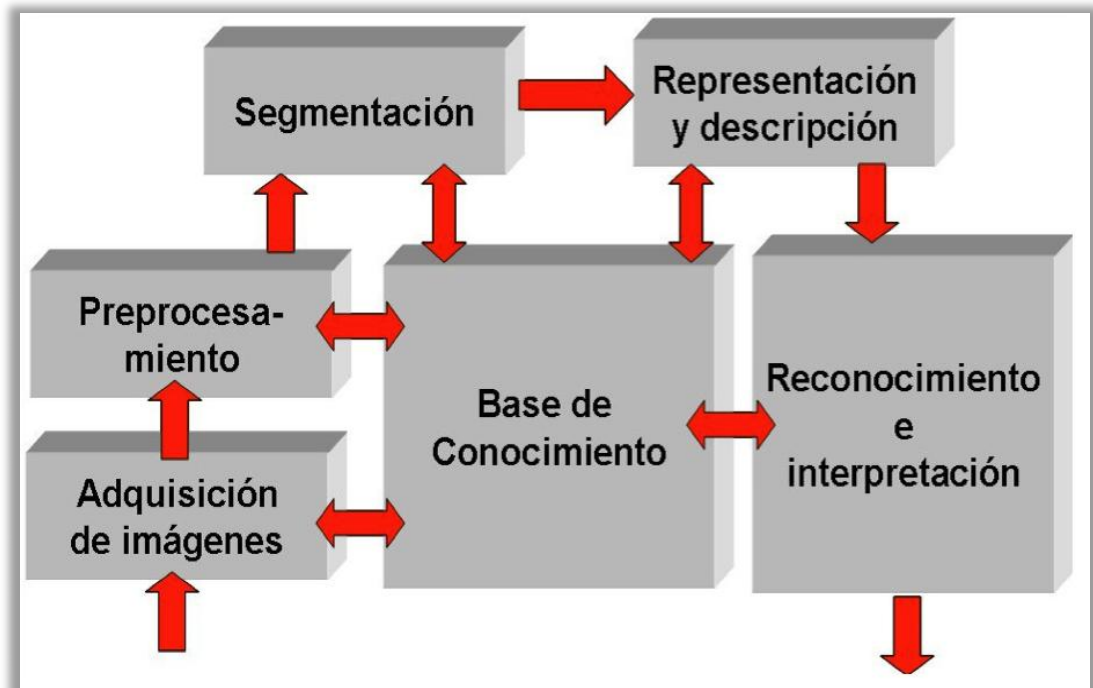 Segmentación
Representación
y descripción
Preprocesa-
miento
Base de
Conocimiento
Reconocimiento
e
interpretación
Adquisición
de imágenes